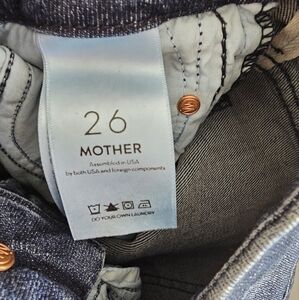 26
MOTHER
Assembled in USA
by both USA and foreign components
DO YOUR OWN LAUNDRY